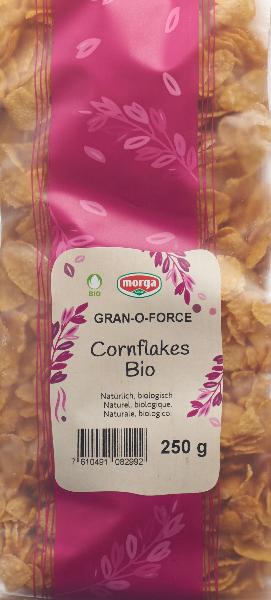 morga
BIO
GRAN-O-FORCE
Cornflakes
Bio
Natürlich, biologisch
Naturel, biologique.
Naturale, biologico.
250 g
7 610491 082992